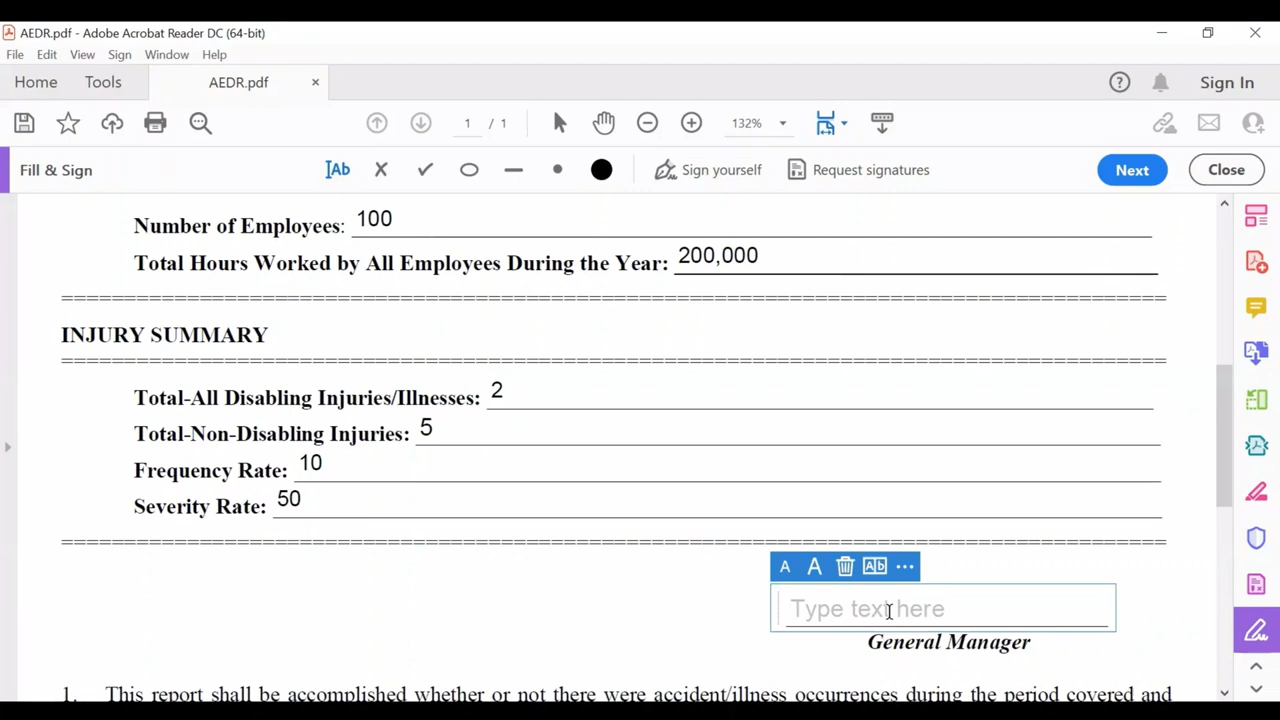 AEDR.pdf - Adobe Acrobat Reader DC (64-bit)
File Edit View Sign Window Help
Home Tools AEDR.pdf × Sign In
1 / 1 132%
Fill & Sign Ab Sign yourself Request signatures Next Close
Number of Employees: 100
Total Hours Worked by All Employees During the Year: 200,000
INJURY SUMMARY
Total-All Disabling Injuries/Illnesses: 2
Total-Non-Disabling Injuries: 5
Frequency Rate: 10
Severity Rate: 50
A A Ab ...
Type text here
General Manager
1. This report shall be accomplished whether or not there were accident/illness occurrences during the period covered and